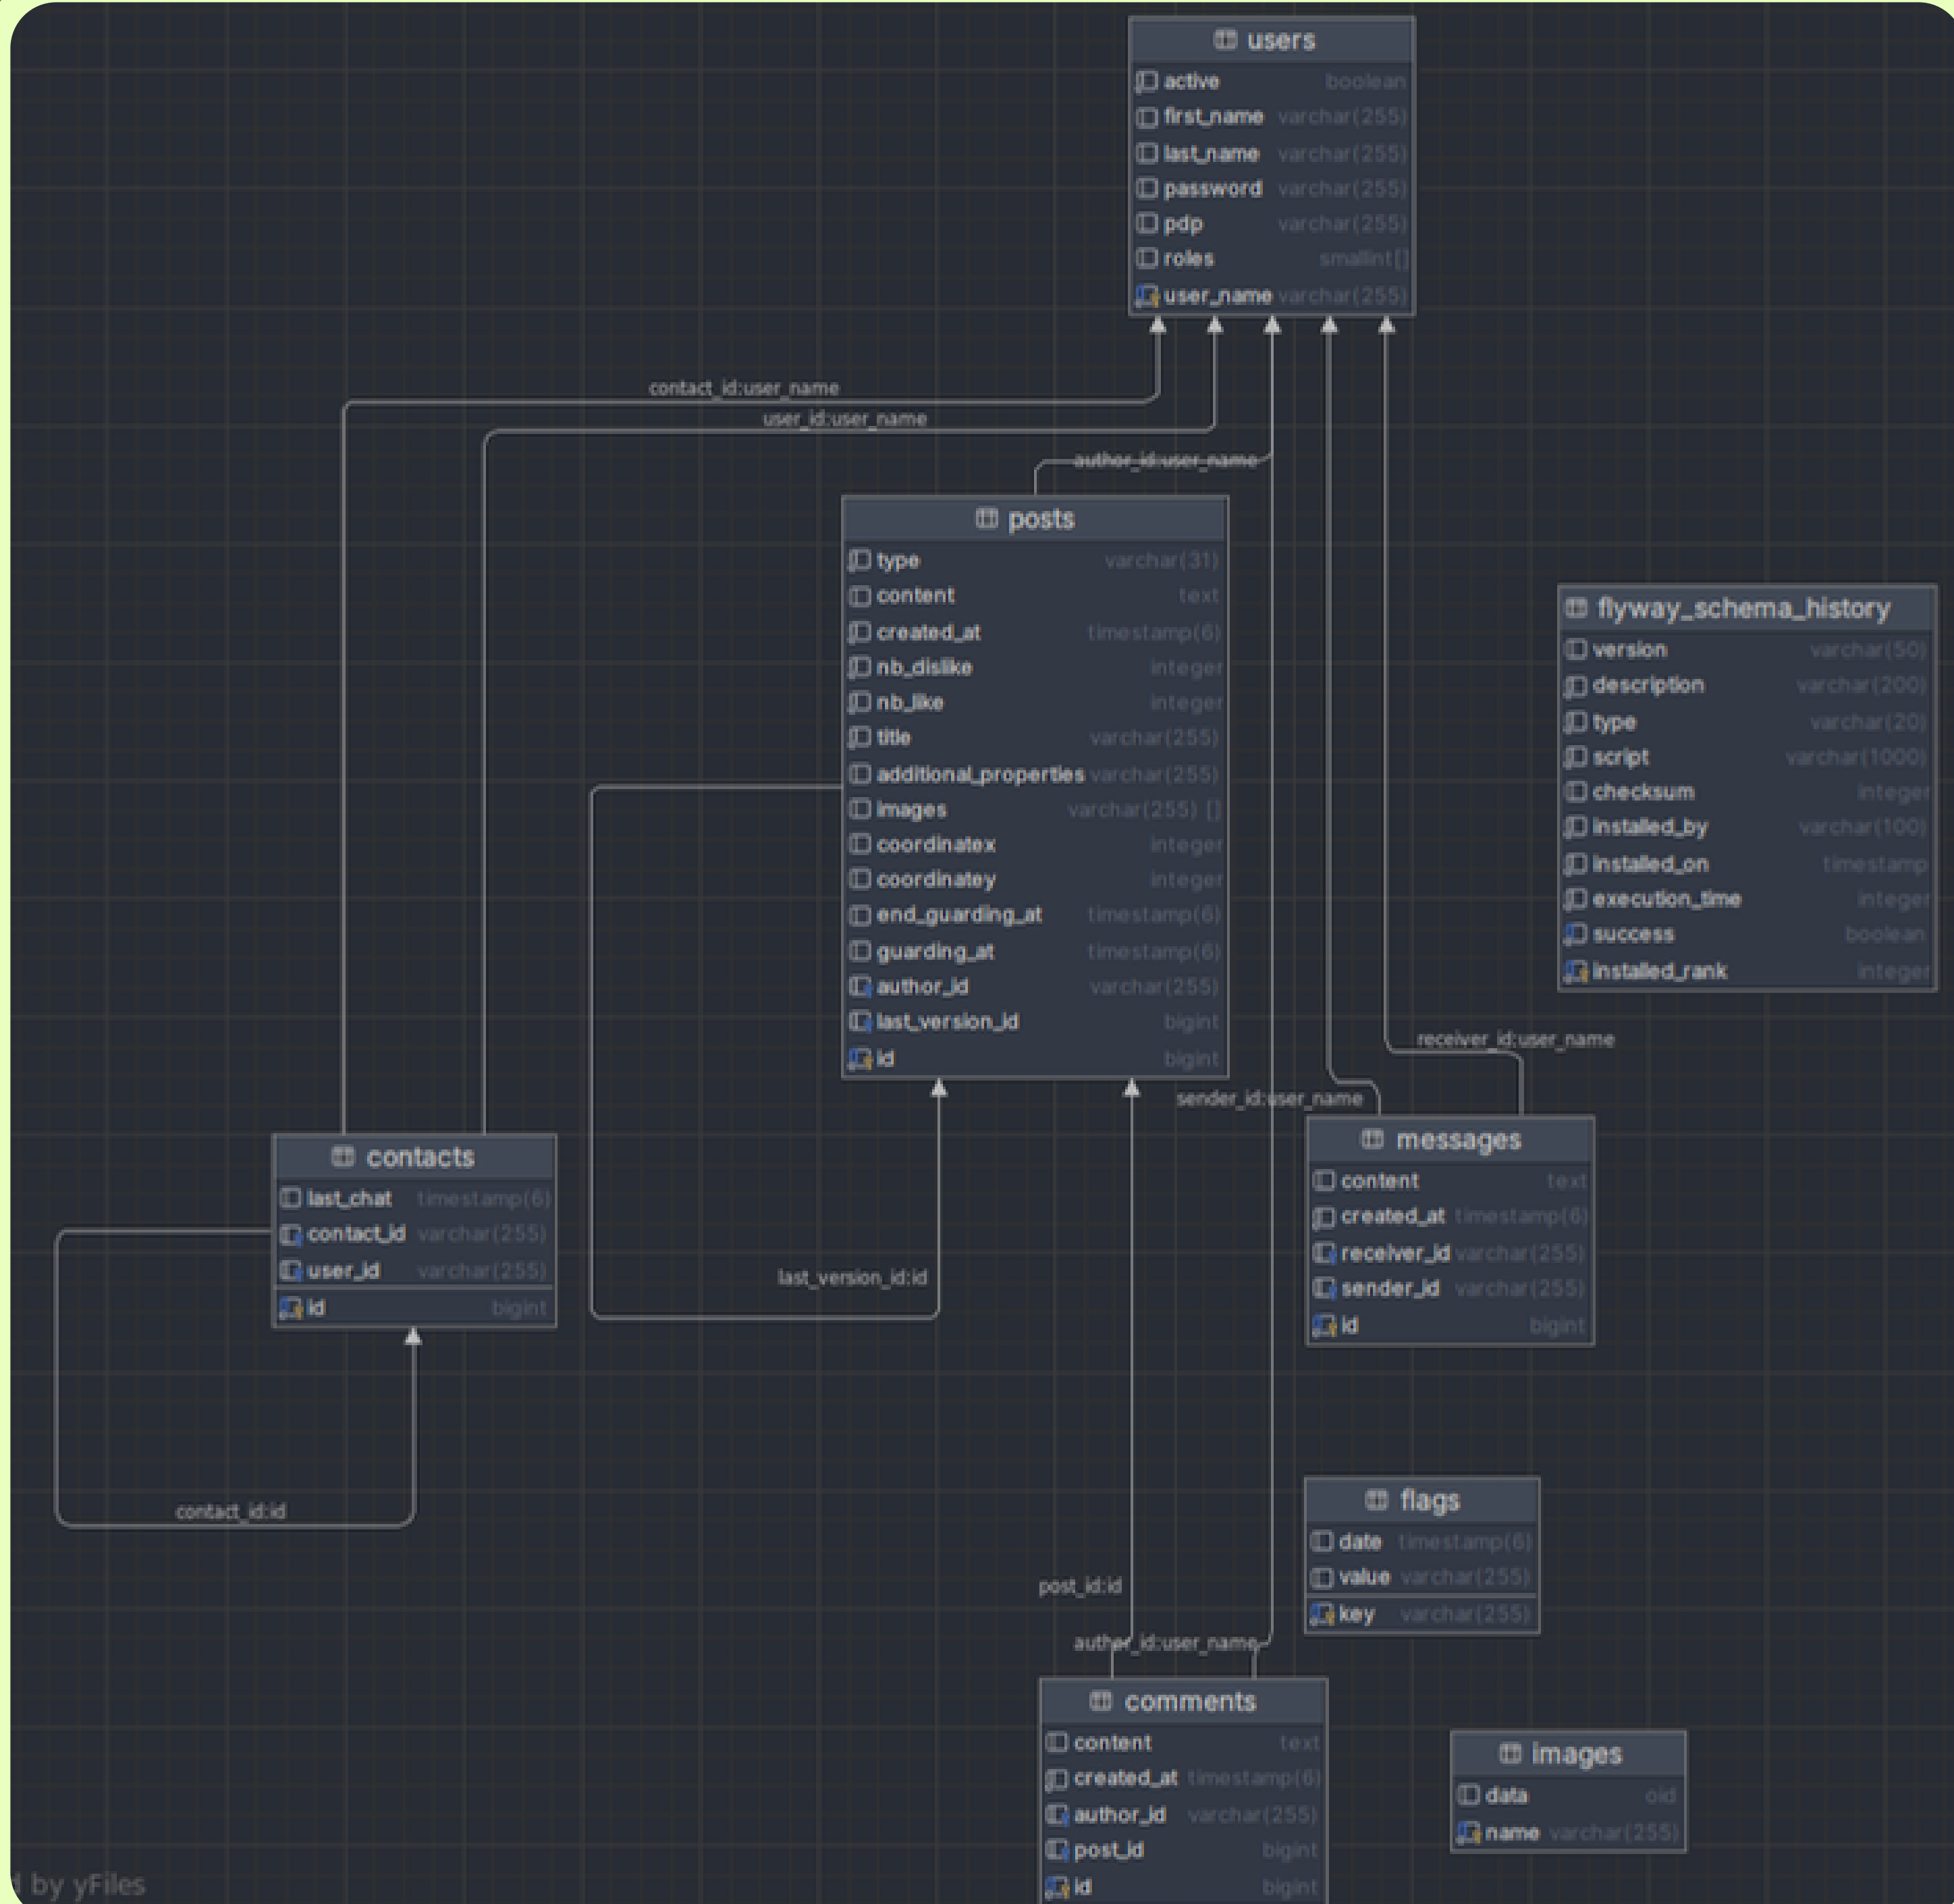 users
active boolean
first_name varchar(255)
last_name varchar(255)
password varchar(255)
pdp varchar(255)
roles smallint[]
user_name varchar(255)
contact_id:user_name
user_id:user_name
author_id:user_name
posts
type varchar(31)
content text
created_at timestamp(6)
nb_dislike integer
nb_like integer
title varchar(255)
additional_properties varchar(255)
images varchar(255) []
coordinatex integer
coordinatey integer
end_guarding_at timestamp(6)
guarding_at timestamp(6)
author_id varchar(255)
last_version_id bigint
id bigint
flyway_schema_history
version varchar(50)
description varchar(200)
type varchar(20)
script varchar(1000)
checksum integer
installed_by varchar(100)
installed_on timestamp
execution_time integer
success boolean
installed_rank integer
receiver_id:user_name
sender_id:user_name
messages
content text
created_at timestamp(6)
receiver_id varchar(255)
sender_id varchar(255)
id bigint
contacts
last_chat timestamp(6)
contact_id varchar(255)
user_id varchar(255)
id bigint
last_version_id:id
contact_id:id
flags
date timestamp(6)
value varchar(255)
key varchar(255)
post_id:id
author_id:user_name
comments
content text
created_at timestamp(6)
author_id varchar(255)
post_id bigint
id bigint
images
data oid
name varchar(255)
by yFiles